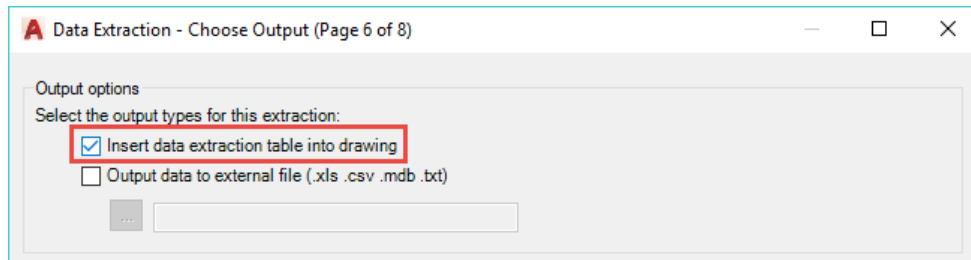 Data Extraction - Choose Output (Page 6 of 8)
Output options
Select the output types for this extraction:
Insert data extraction table into drawing
Output data to external file (.xls .csv .mdb .txt)
...